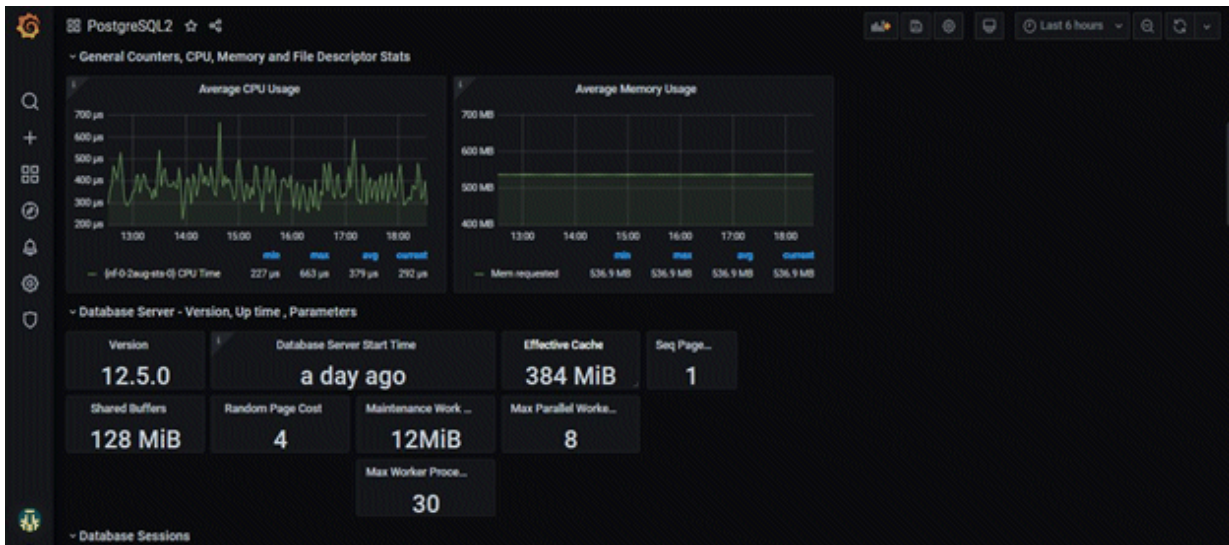 PostgreSQL2
Last 6 hours
General Counters, CPU, Memory and File Descriptor Stats
Average CPU Usage
700 µs
600 µs
500 µs
400 µs
300 µs
200 µs
13:00 14:00 15:00 16:00 17:00 18:00
min max avg current
CPU Time 227 µs 663 µs 379 µs 292 µs
Average Memory Usage
700 MB
600 MB
500 MB
400 MB
13:00 14:00 15:00 16:00 17:00 18:00
min max avg current
Mem requested 536.9 MB 536.9 MB 536.9 MB 536.9 MB
Database Server - Version, Up time , Parameters
Version
12.5.0
Database Server Start Time
a day ago
Effective Cache
384 MiB
Seq Page...
1
Shared Buffers
128 MiB
Random Page Cost
4
Maintenance Work ...
12MiB
Max Parallel Worke...
8
Max Worker Proce...
30
Database Sessions